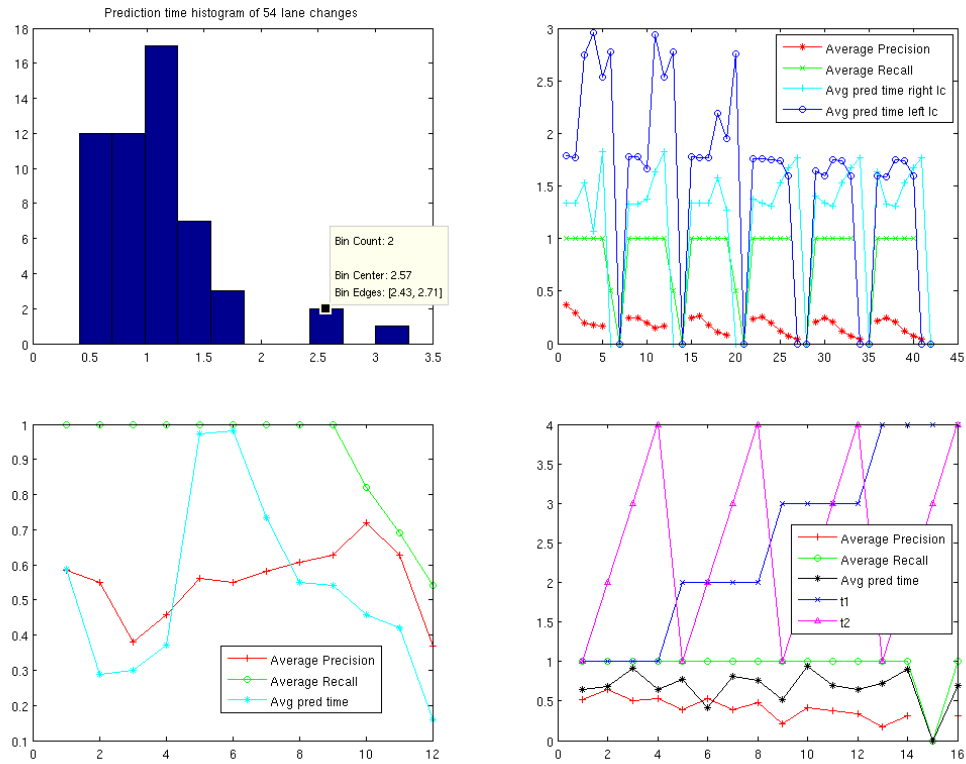 Prediction time histogram of 54 lane changes
18
16
14
12
10
8
6
4
2
0
Bin Count: 2
Bin Center: 2.57
Bin Edges: [2.43, 2.71]
0 0.5 1 1.5 2 2.5 3 3.5
3
2.5
2
1.5
1
0.5
0
Average Precision
Average Recall
Avg pred time right lc
Avg pred time left lc
0 5 10 15 20 25 30 35 40 45
1
0.9
0.8
0.7
0.6
0.5
0.4
0.3
0.2
0.1
Average Precision
Average Recall
Avg pred time
0 2 4 6 8 10 12
4
3.5
3
2.5
2
1.5
1
0.5
0
Average Precision
Average Recall
Avg pred time
t1
t2
0 2 4 6 8 10 12 14 16